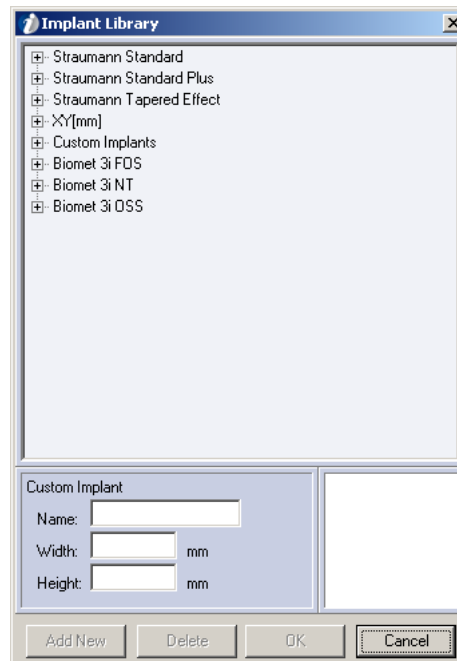 Implant Library
Straumann Standard
Straumann Standard Plus
Straumann Tapered Effect
XY[mm]
Custom Implants
Biomet 3i FOS
Biomet 3i NT
Biomet 3i OSS
Custom Implant
Name:
Width: mm
Height: mm
Add New Delete OK Cancel